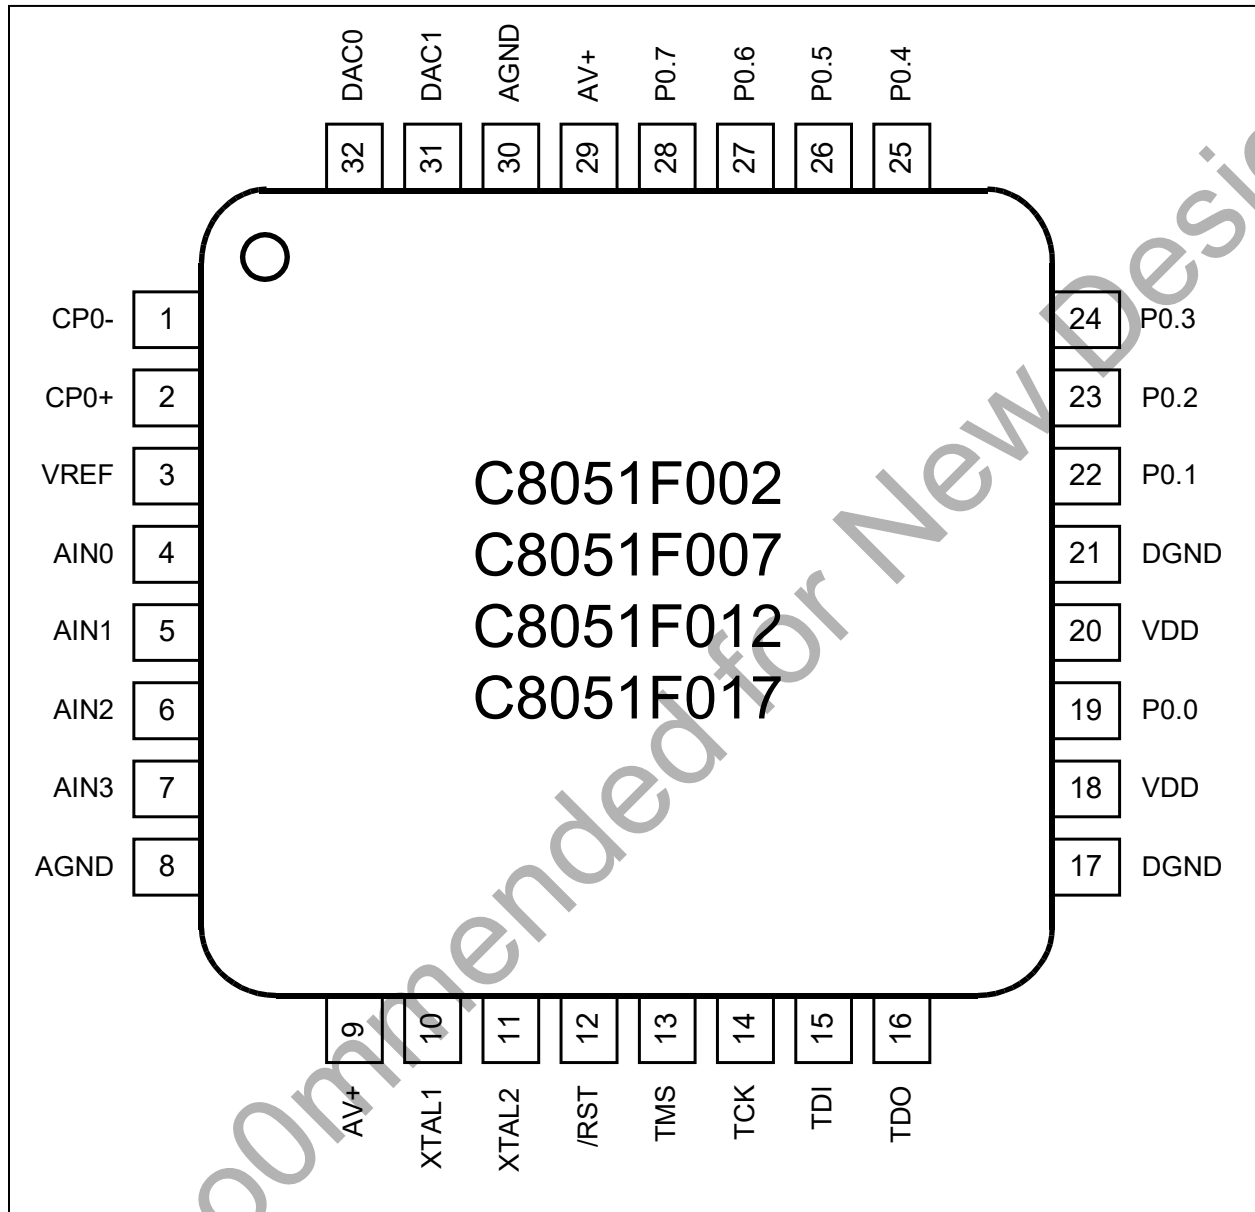 DAC0
DAC1
AGND
AV+
P0.7
P0.6
P0.5
P0.4
32
31
30
29
28
27
26
25
CP0- 1
CP0+ 2
VREF 3
AIN0 4
AIN1 5
AIN2 6
AIN3 7
AGND 8
C8051F002
C8051F007
C8051F012
C8051F017
24 P0.3
23 P0.2
22 P0.1
21 DGND
20 VDD
19 P0.0
18 VDD
17 DGND
9
10
11
12
13
14
15
16
AV+
XTAL1
XTAL2
/RST
TMS
TCK
TDI
TDO
for New